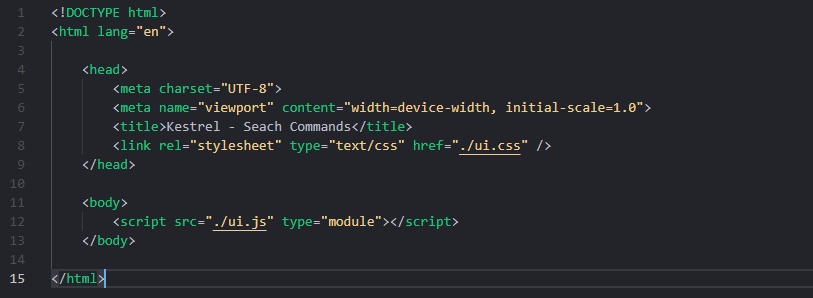 1 <!DOCTYPE html>
2 <html lang="en">
3
4 <head>
5 <meta charset="UTF-8">
6 <meta name="viewport" content="width=device-width, initial-scale=1.0">
7 <title>Kestrel - Seach Commands</title>
8 <link rel="stylesheet" type="text/css" href="./ui.css" />
9 </head>
10
11 <body>
12 <script src="./ui.js" type="module"></script>
13 </body>
14
15 </html>